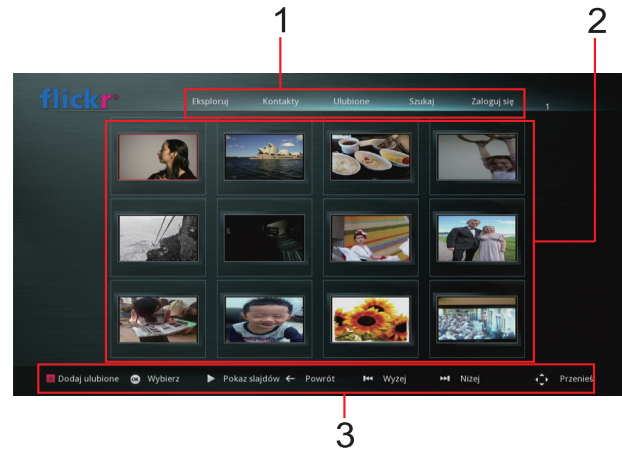 1
2
flickr
Eksploruj Kontakty Ulubione Szukaj Zaloguj się 1
Dodaj ulubione OK Wybierz Pokaz slajdów Powrót Wyżej Niżej Przenieś
3